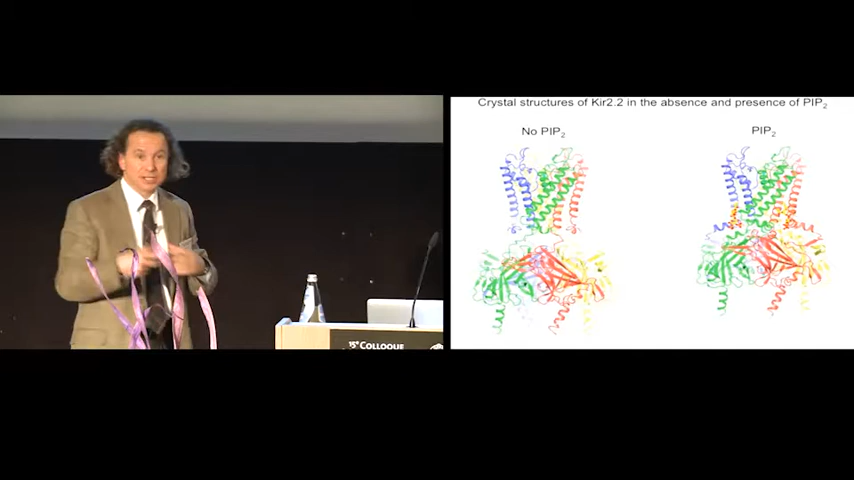 Crystal structures of Kir2.2 in the absence and presence of PIP₂
No PIP₂
PIP₂
15ᵉ COLLOQUE